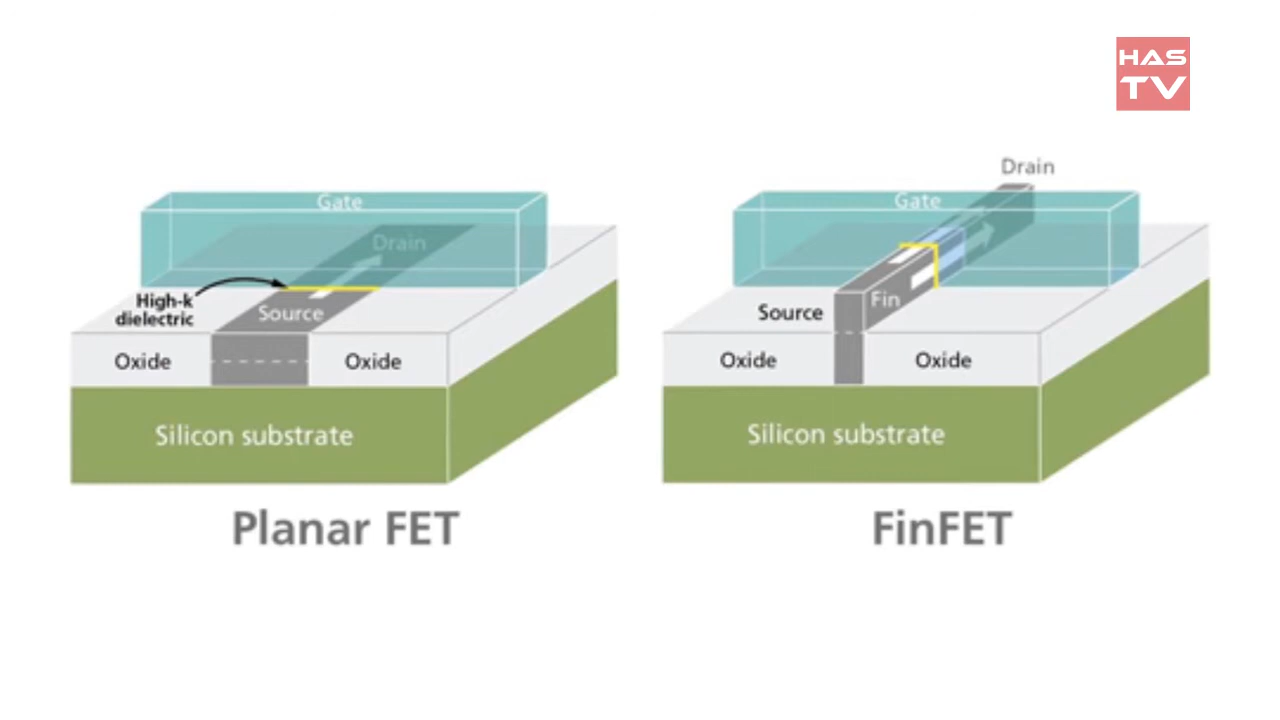 HAS
TV
Gate
Drain
High-k
dielectric
Source
Oxide
Oxide
Silicon substrate
Planar FET
Drain
Gate
Fin
Source
Oxide
Oxide
Silicon substrate
FinFET